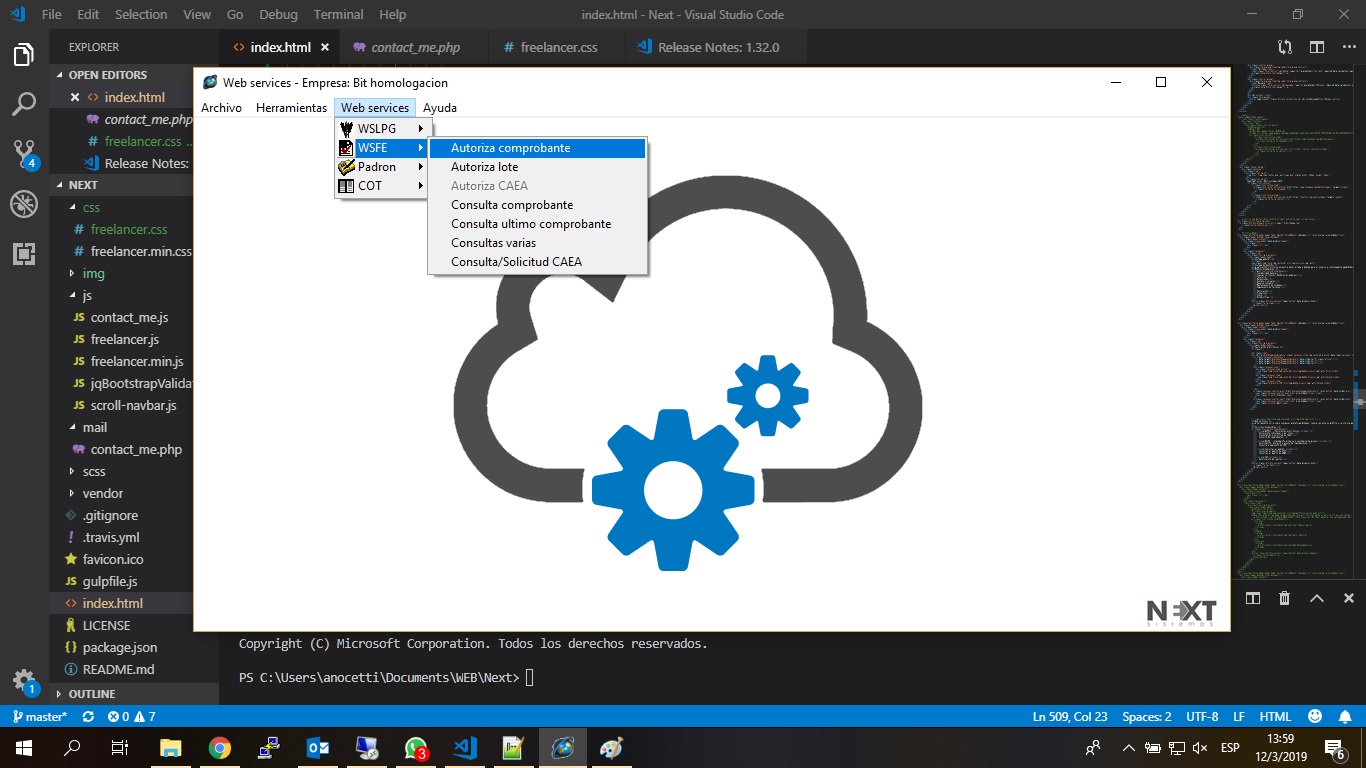 File Edit Selection View Go Debug Terminal Help index.html - Next - Visual Studio Code
EXPLORER
index.html
contact_me.php
# freelancer.css
Release Notes: 1.32.0
OPEN EDITORS
index.html
contact_me.php
# freelancer.css ...
Release Notes:
NEXT
css
# freelancer.css
# freelancer.min.css
img
js
JS contact_me.js
JS freelancer.js
JS freelancer.min.js
JS jqBootstrapValidat
JS scroll-navbar.js
mail
contact_me.php
scss
vendor
.gitignore
! .travis.yml
favicon.ico
JS gulpfile.js
<> index.html
LICENSE
{} package.json
README.md
OUTLINE
4
1
Web services - Empresa: Bit homologacion
Archivo Herramientas Web services Ayuda
WSLPG
WSFE
Padron
COT
Autoriza comprobante
Autoriza lote
Autoriza CAEA
Consulta comprobante
Consulta ultimo comprobante
Consultas varias
Consulta/Solicitud CAEA
NEXT
sistemas
Copyright (C) Microsoft Corporation. Todos los derechos reservados.
PS C:\Users\anocetti\Documents\WEB\Next>
master* 0 7 Ln 509, Col 23 Spaces: 2 UTF-8 LF HTML
3
ESP
13:59
12/3/2019
6